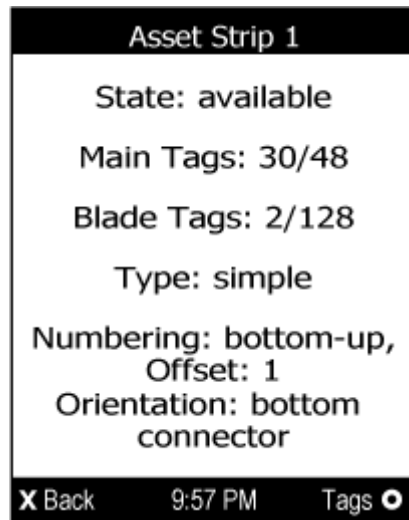 Asset Strip 1
State: available
Main Tags: 30/48
Blade Tags: 2/128
Type: simple
Numbering: bottom-up,
Offset: 1
Orientation: bottom
connector
X Back 9:57 PM Tags O